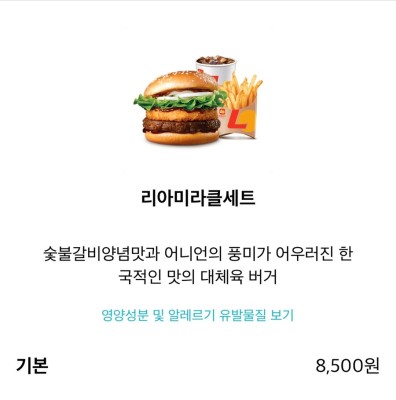 리아미라클세트
숯불갈비양념맛과 어니언의 풍미가 어우러진 한
국적인 맛의 대체육 버거
영양성분 및 알레르기 유발물질 보기
기본 8,500원